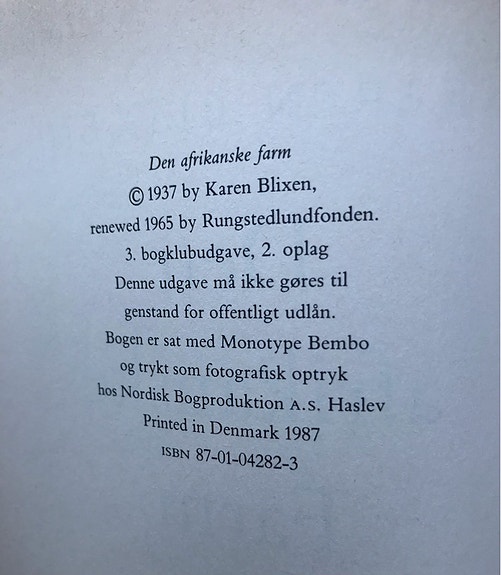 Den afrikanske farm
© 1937 by Karen Blixen,
renewed 1965 by Rungstedlundfonden.
3. bogklubudgave, 2. oplag
Denne udgave må ikke gøres til
genstand for offentligt udlån.
Bogen er sat med Monotype Bembo
og trykt som fotografisk optryk
hos Nordisk Bogproduktion A.S. Haslev
Printed in Denmark 1987
ISBN 87-01-04282-3